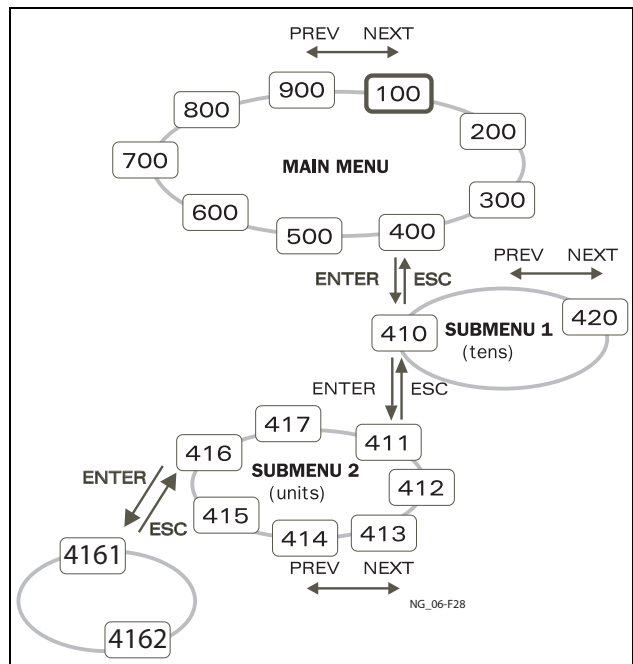 PREV NEXT
900 100
800 200
700 MAIN MENU
600 300
500 400
ENTER ESC
PREV NEXT
410 SUBMENU 1 420
(tens)
ENTER ESC
417 411
416 SUBMENU 2 412
(units)
ENTER ESC
415 413
414
PREV NEXT
4161
4162
NG_06-F28